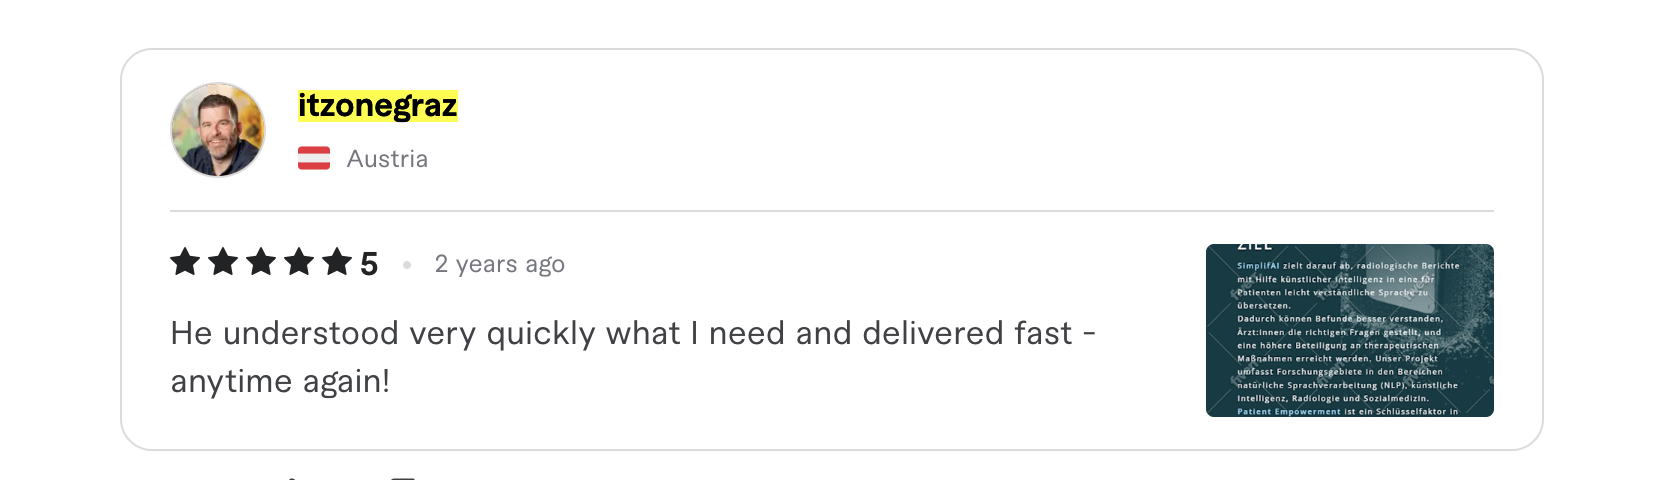 itzonegraz
Austria
5 • 2 years ago
He understood very quickly what I need and delivered fast -
anytime again!
ZIEL
SimplifAI zielt darauf ab, radiologische Berichte
mit Hilfe künstlicher Intelligenz in eine für
Patienten leicht verständliche Sprache zu
übersetzen.
Dadurch können Befunde besser verstanden,
Ärzt:innen die richtigen Fragen gestellt, und
eine höhere Beteiligung an therapeutischen
Maßnahmen erreicht werden. Unser Projekt
umfasst Forschungsgebiete in den Bereichen
natürliche Sprachverarbeitung (NLP), künstliche
Intelligenz, Radiologie und Sozialmedizin.
Patient Empowerment ist ein Schlüsselfaktor in